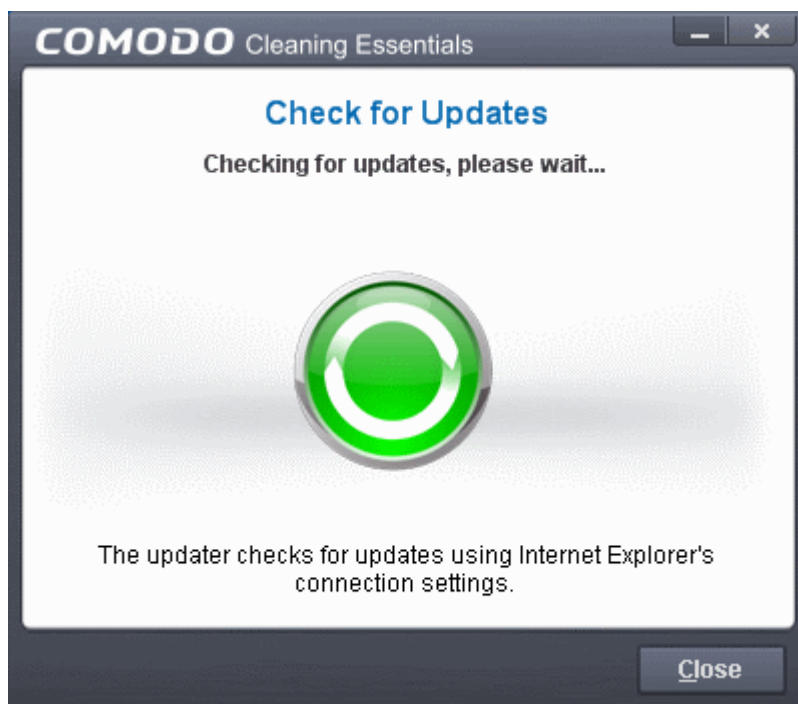 COMODO Cleaning Essentials
Check for Updates
Checking for updates, please wait...
The updater checks for updates using Internet Explorer's
connection settings.
Close